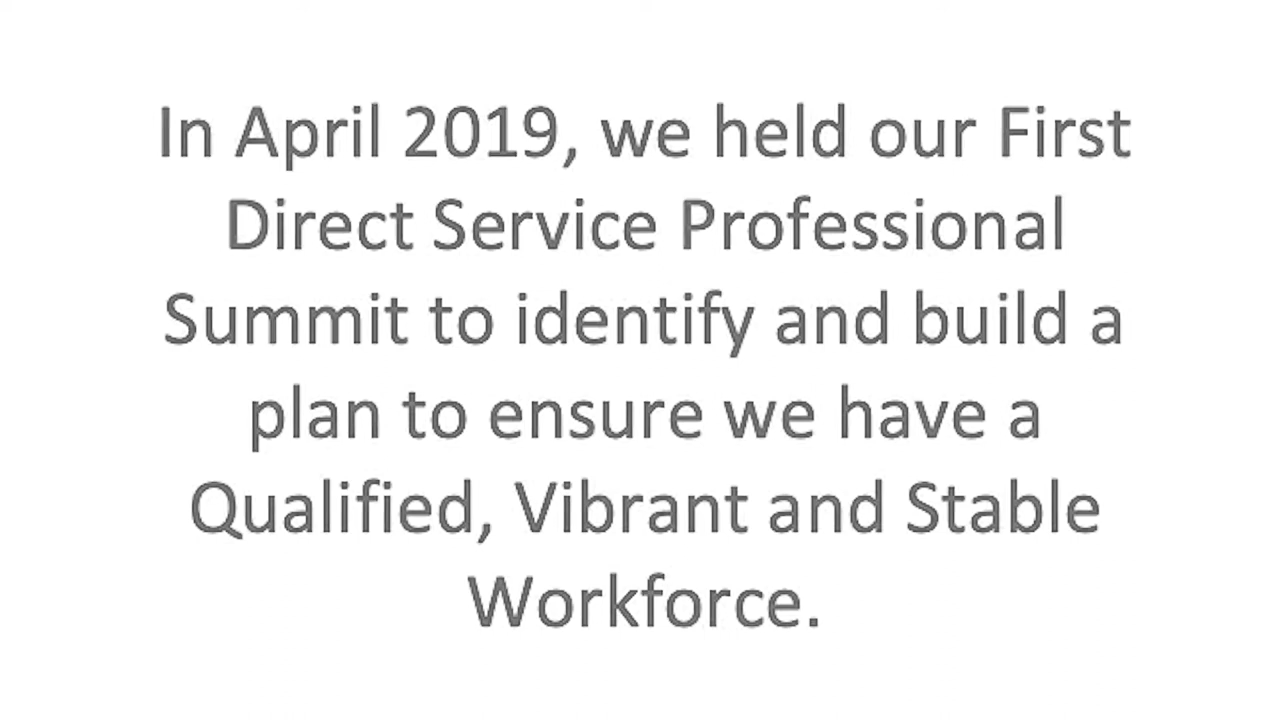 In April 2019, we held our First
Direct Service Professional
Summit to identify and build a
plan to ensure we have a
Qualified, Vibrant and Stable
Workforce.